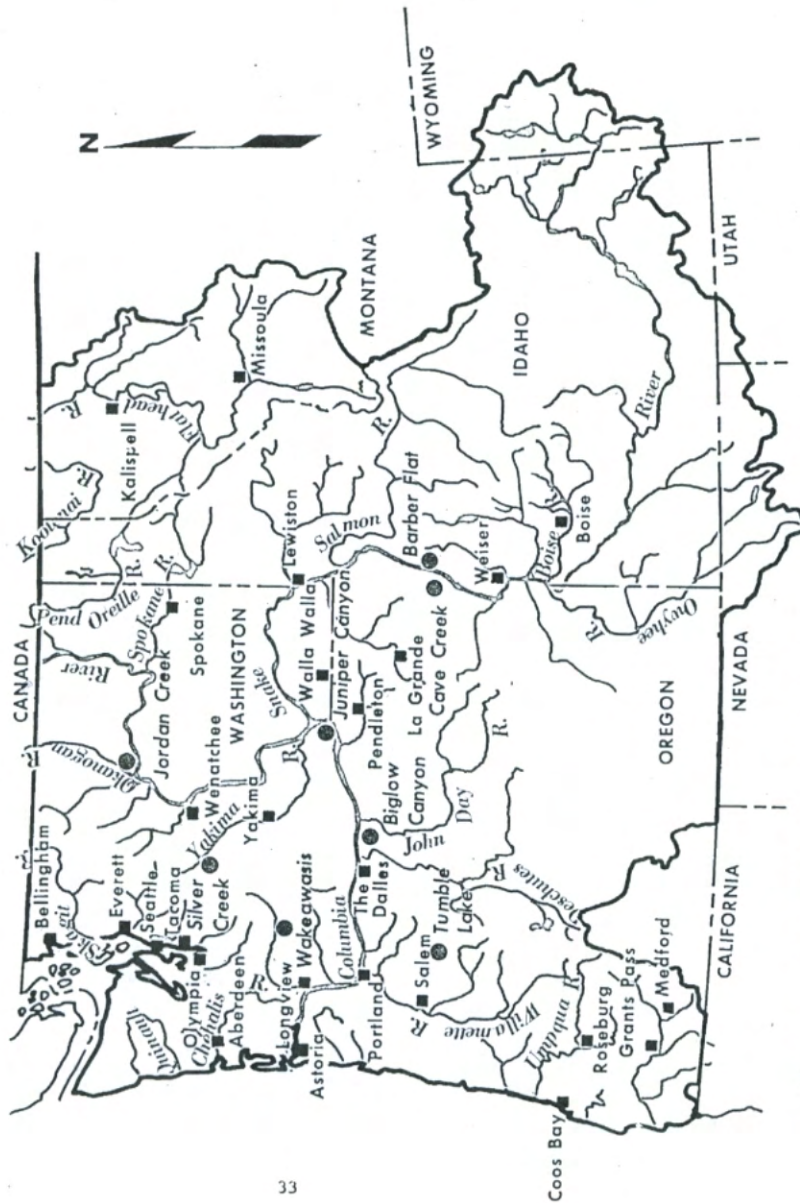 N
CANADA
WYOMING
MONTANA
IDAHO
UTAH
NEVADA
OREGON
CALIFORNIA
WASHINGTON
Bellingham
Skagit
Everett
Seattle
Tacoma
Silver
Creek
Olympia
Chehalis
Aberdeen
Quinault
R.
Okanogan
River
Jordan Creek
Wenatchee
Yakima
Yakima
R.
Pend Oreille
R.
Spokane
R.
Spokane
Kootenai
R.
R.
Flathead
Kalispell
Missoula
Snake
Lewiston
Walla Walla
Juniper Canyon
Pendleton
La Grande
Cave Creek
Barber Flat
Salmon
R.
Weiser
Boise
Boise
River
R.
Owyhee
Wakeawasis
Longview
R.
Astoria
Columbia
Portland
The
Dalles
Biglow
Canyon
John
Day
R.
Deschutes
R.
Tumble
Lake
Salem
Willamette
R.
Umpqua
R.
Roseburg
Grants Pass
Medford
Coos Bay
33